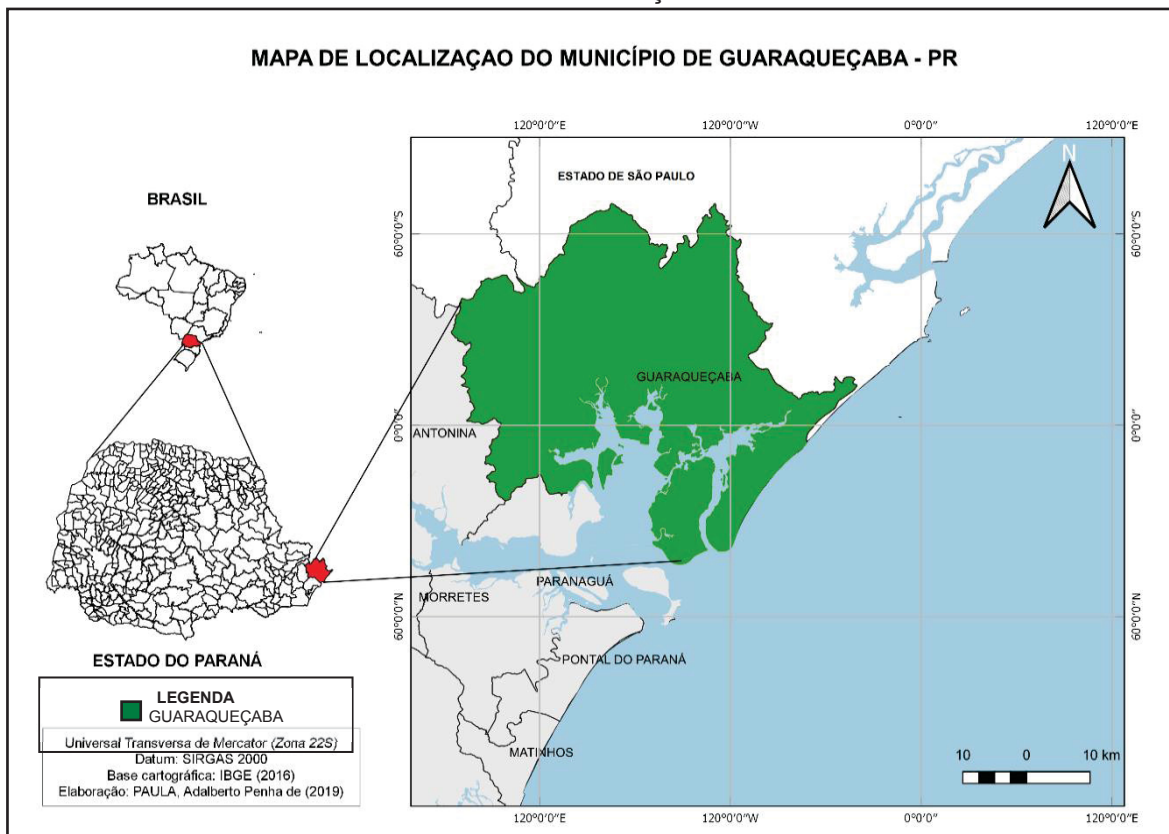 MAPA DE LOCALIZAÇAO DO MUNICÍPIO DE GUARAQUEÇABA - PR
120°0'0"E 120°0'0"W 0°0'0" 120°0'0"E
N
ESTADO DE SÃO PAULO
BRASIL
60°0'0"S 60°0'0"S
GUARAQUEÇABA
0°0'0" 0°0'0"
ANTONINA
PARANAGUÁ
MORRETES
60°0'0"N 60°0'0"N
ESTADO DO PARANÁ
PONTAL DO PARANÁ
LEGENDA
GUARAQUEÇABA
Universal Transversa de Mercator (Zona 22S)
Datum: SIRGAS 2000
Base cartográfica: IBGE (2016)
Elaboração: PAULA, Adalberto Penha de (2019)
MATINHOS
10 0 10 km
120°0'0"E 120°0'0"W 0°0'0" 120°0'0"E